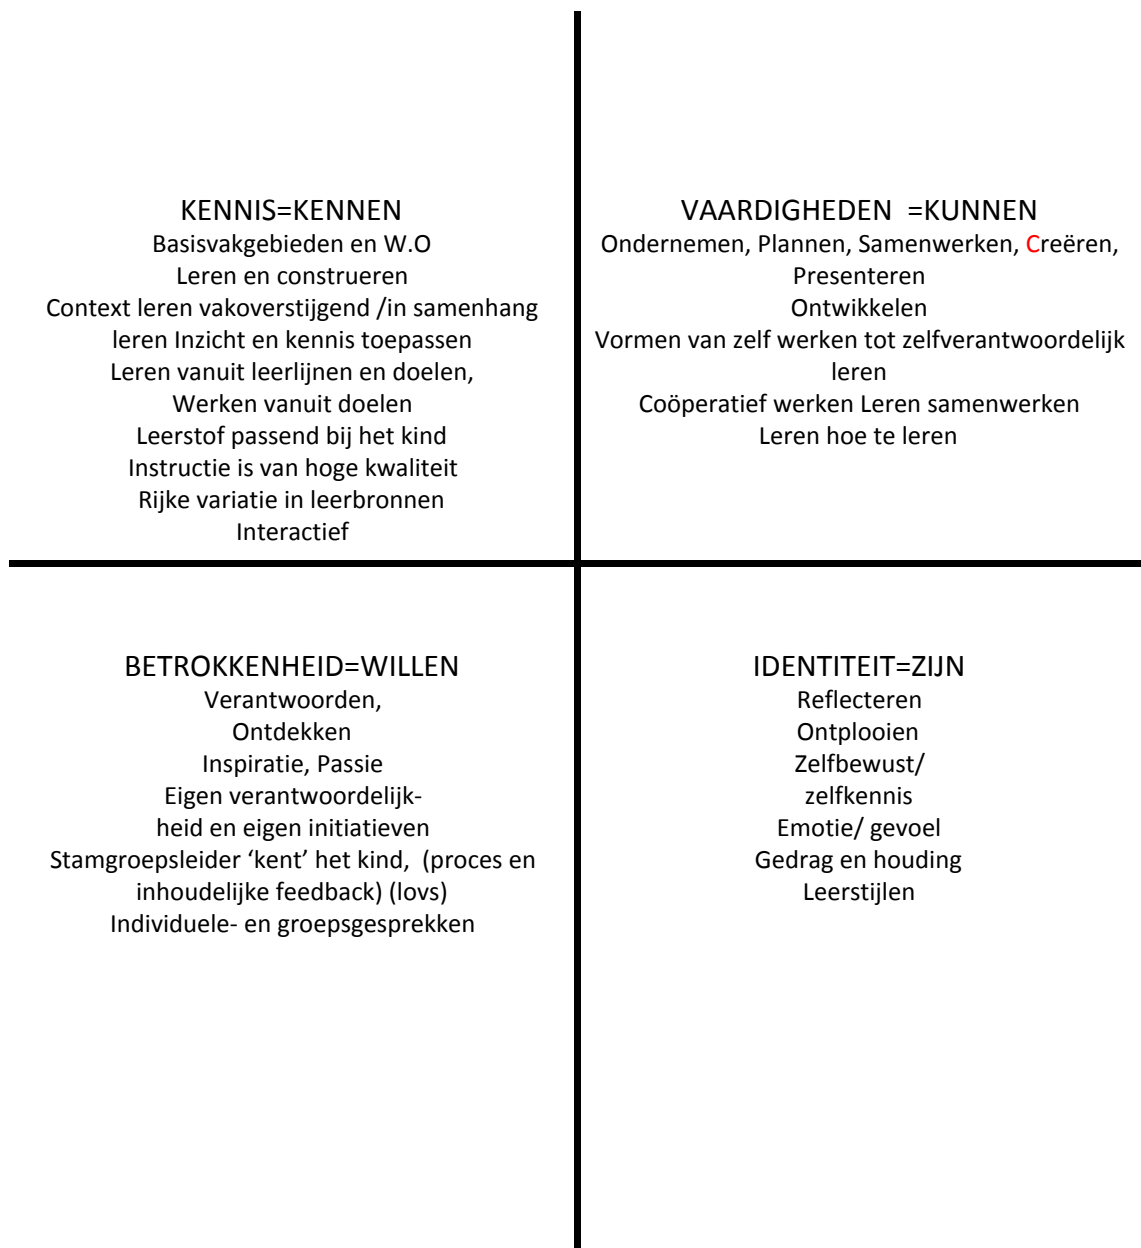 KENNIS=KENNEN
Basisvakgebieden en W.O
Leren en construeren
Context leren vakoverstijgend /in samenhang
leren Inzicht en kennis toepassen
Leren vanuit leerlijnen en doelen,
Werken vanuit doelen
Leerstof passend bij het kind
Instructie is van hoge kwaliteit
Rijke variatie in leerbronnen
Interactief
VAARDIGHEDEN =KUNNEN
Ondernemen, Plannen, Samenwerken, Creëren,
Presenteren
Ontwikkelen
Vormen van zelf werken tot zelfverantwoordelijk
leren
Coöperatief werken Leren samenwerken
Leren hoe te leren
BETROKKENHEID=WILLEN
Verantwoorden,
Ontdekken
Inspiratie, Passie
Eigen verantwoordelijk-
heid en eigen initiatieven
Stamgroepsleider ‘kent’ het kind, (proces en
inhoudelijke feedback) (lovs)
Individuele- en groepsgesprekken
IDENTITEIT=ZIJN
Reflecteren
Ontplooien
Zelfbewust/
zelfkennis
Emotie/ gevoel
Gedrag en houding
Leerstijlen